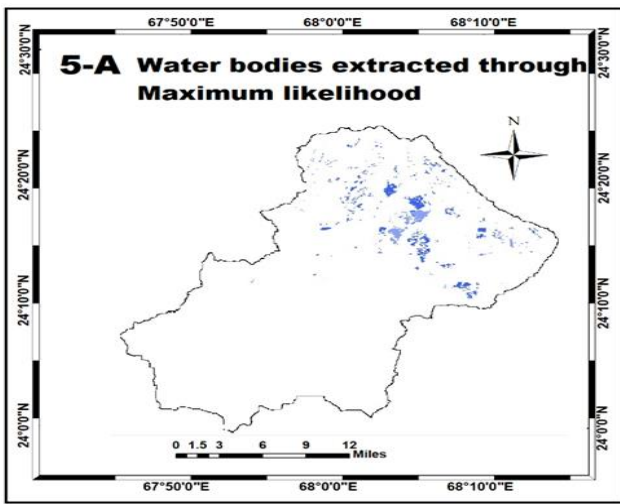 67°50'0"E 68°0'0"E 68°10'0"E
5-A Water bodies extracted through
Maximum likelihood
N
24°30'0"N 24°30'0"N
24°20'0"N 24°20'0"N
24°10'0"N 24°10'0"N
24°0'0"N 24°0'0"N
0 1.5 3 6 9 12
Miles
67°50'0"E 68°0'0"E 68°10'0"E